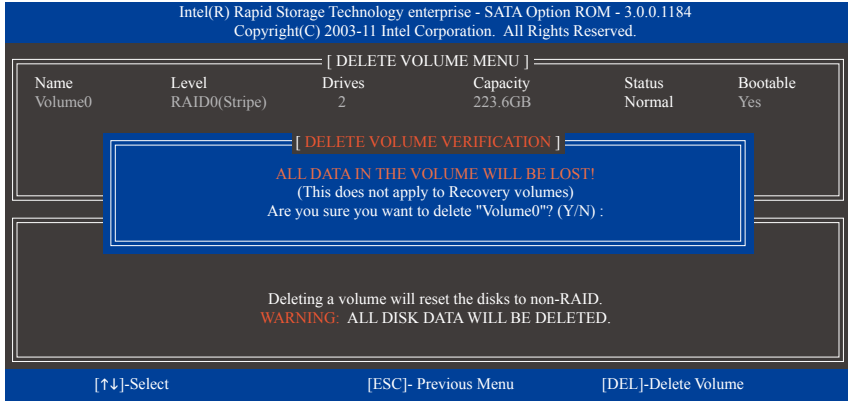 Intel(R) Rapid Storage Technology enterprise - SATA Option ROM - 3.0.0.1184
Copyright(C) 2003-11 Intel Corporation.  All Rights Reserved.
[ DELETE VOLUME MENU ]
Name Level Drives Capacity Status Bootable
Volume0 RAID0(Stripe) 2 223.6GB Normal Yes
[ DELETE VOLUME VERIFICATION ]
ALL DATA IN THE VOLUME WILL BE LOST!
(This does not apply to Recovery volumes)
Are you sure you want to delete "Volume0"? (Y/N) :
Deleting a volume will reset the disks to non-RAID.
WARNING:  ALL DISK DATA WILL BE DELETED.
[↑↓]-Select [ESC]- Previous Menu [DEL]-Delete Volume